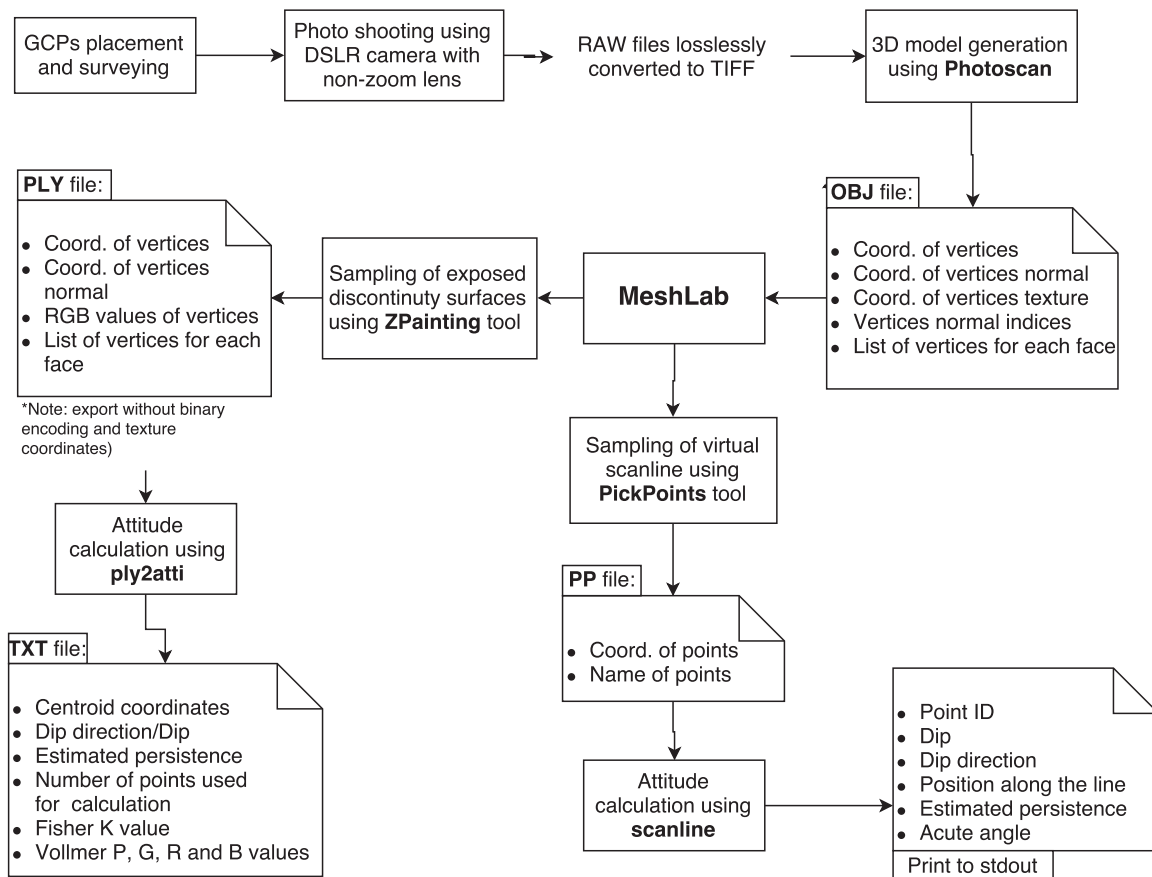 GCPs placement
and surveying
Photo shooting using
DSLR camera with
non-zoom lens
RAW files losslessly
converted to TIFF
3D model generation
using Photoscan
PLY file:
• Coord. of vertices
• Coord. of vertices
normal
• RGB values of vertices
• List of vertices for each
face
*Note: export without binary
encoding and texture
coordinates)
Sampling of exposed
discontinuty surfaces
using ZPainting tool
MeshLab
OBJ file:
• Coord. of vertices
• Coord. of vertices normal
• Coord. of vertices texture
• Vertices normal indices
• List of vertices for each face
Sampling of virtual
scanline using
PickPoints tool
Attitude
calculation using
ply2atti
PP file:
• Coord. of points
• Name of points
TXT file:
• Centroid coordinates
• Dip direction/Dip
• Estimated persistence
• Number of points used
for calculation
• Fisher K value
• Vollmer P, G, R and B values
Attitude
calculation using
scanline
• Point ID
• Dip
• Dip direction
• Position along the line
• Estimated persistence
• Acute angle
Print to stdout